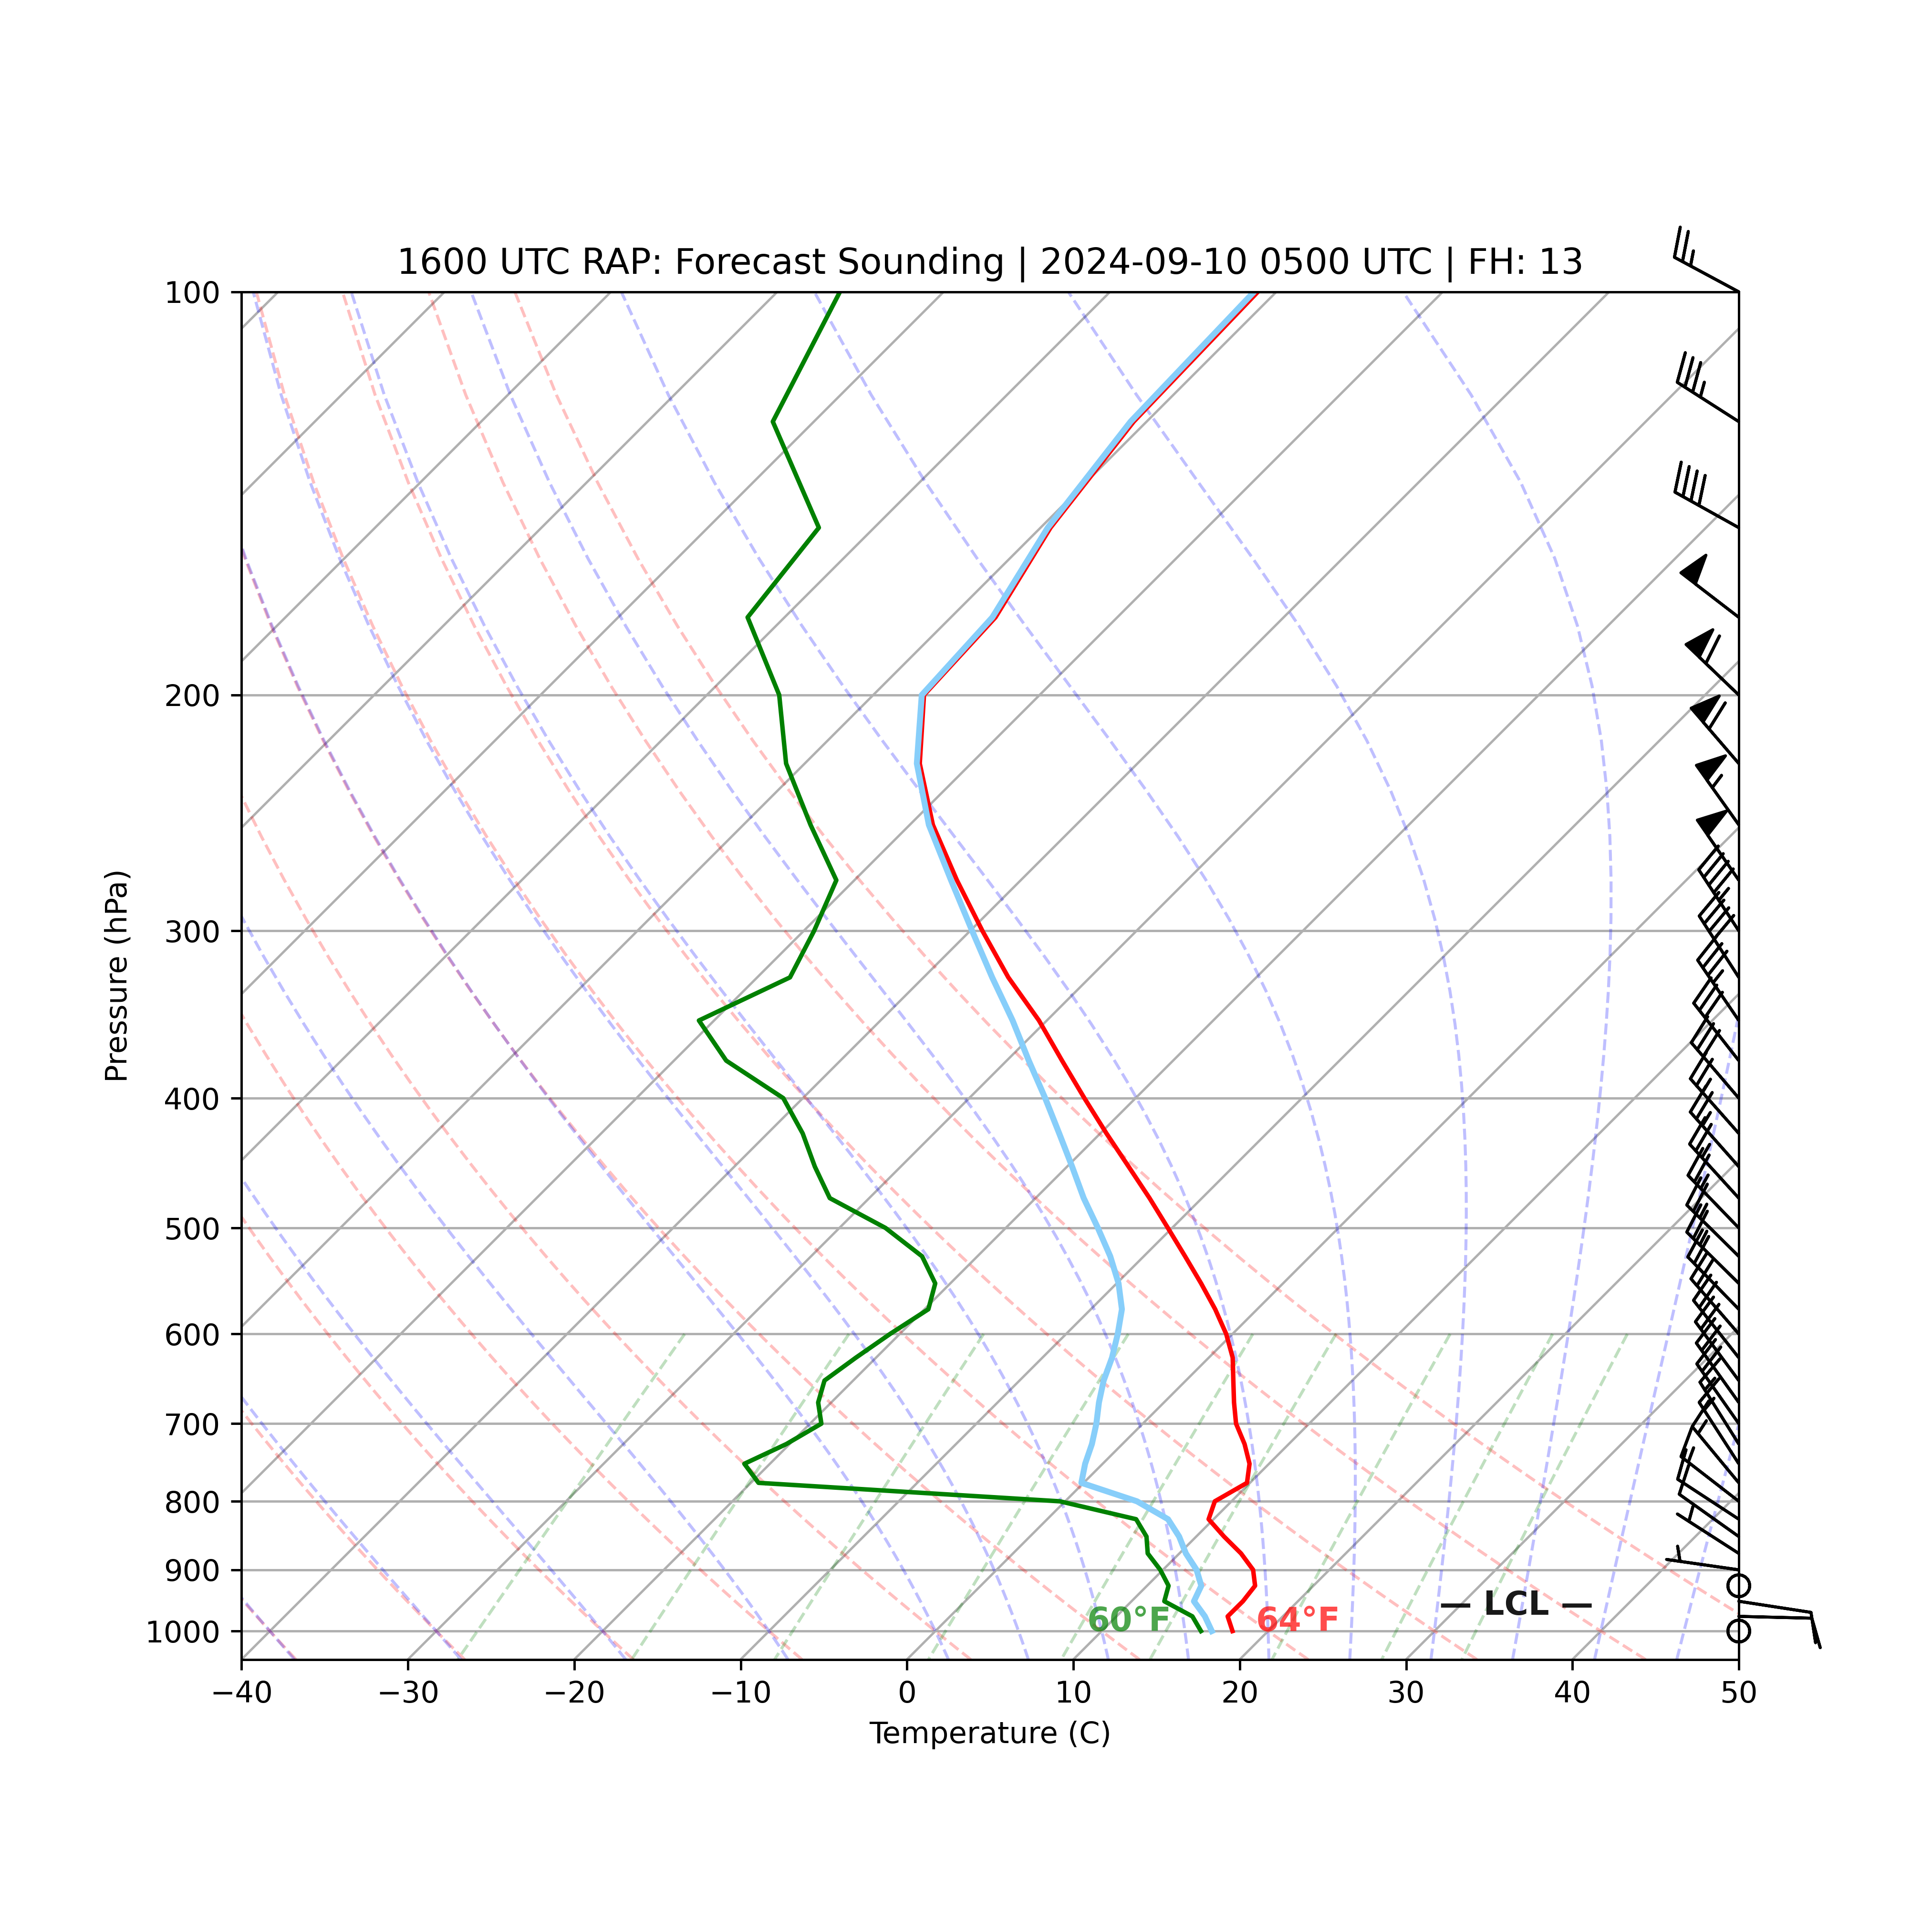 1600 UTC RAP: Forecast Sounding | 2024-09-10 0500 UTC | FH: 13
100
200
300
400
500
600
700
800
900
1000
Pressure (hPa)
60°F
64°F
— LCL —
−40 −30 −20 −10 0 10 20 30 40 50
Temperature (C)